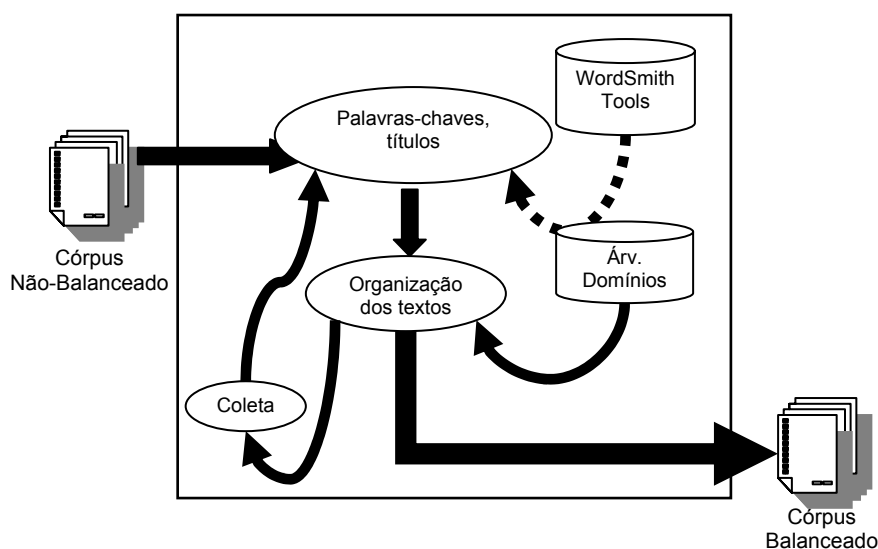 WordSmith
Tools
Palavras-chaves,
títulos
Córpus
Não-Balanceado
Árv.
Domínios
Organização
dos textos
Coleta
Córpus
Balanceado